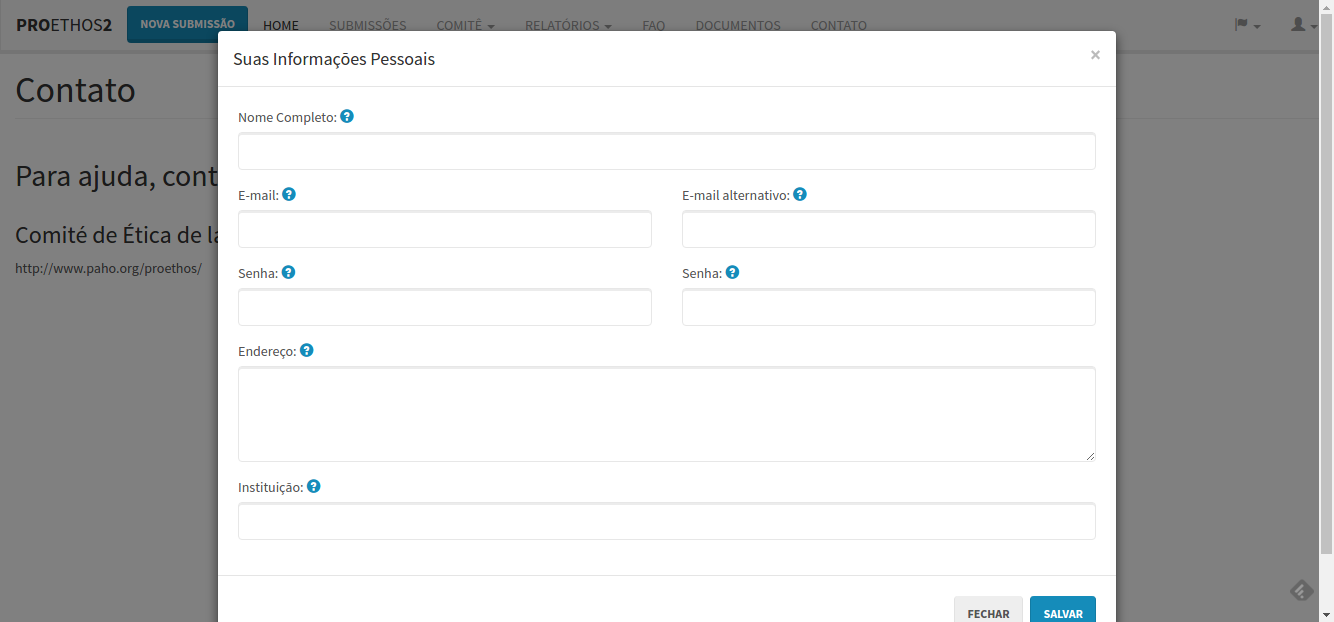 PROETHOS2 NOVA SUBMISSÃO HOME SUBMISSÕES COMITÊ RELATÓRIOS FAQ DOCUMENTOS CONTATO
Suas Informações Pessoais ×
Contato
Nome Completo: ?
Para ajuda, cont
E-mail: ? E-mail alternativo: ?
Comité de Ética de la
http://www.paho.org/proethos/
Senha: ? Senha: ?
Endereço: ?
Instituição: ?
FECHAR SALVAR